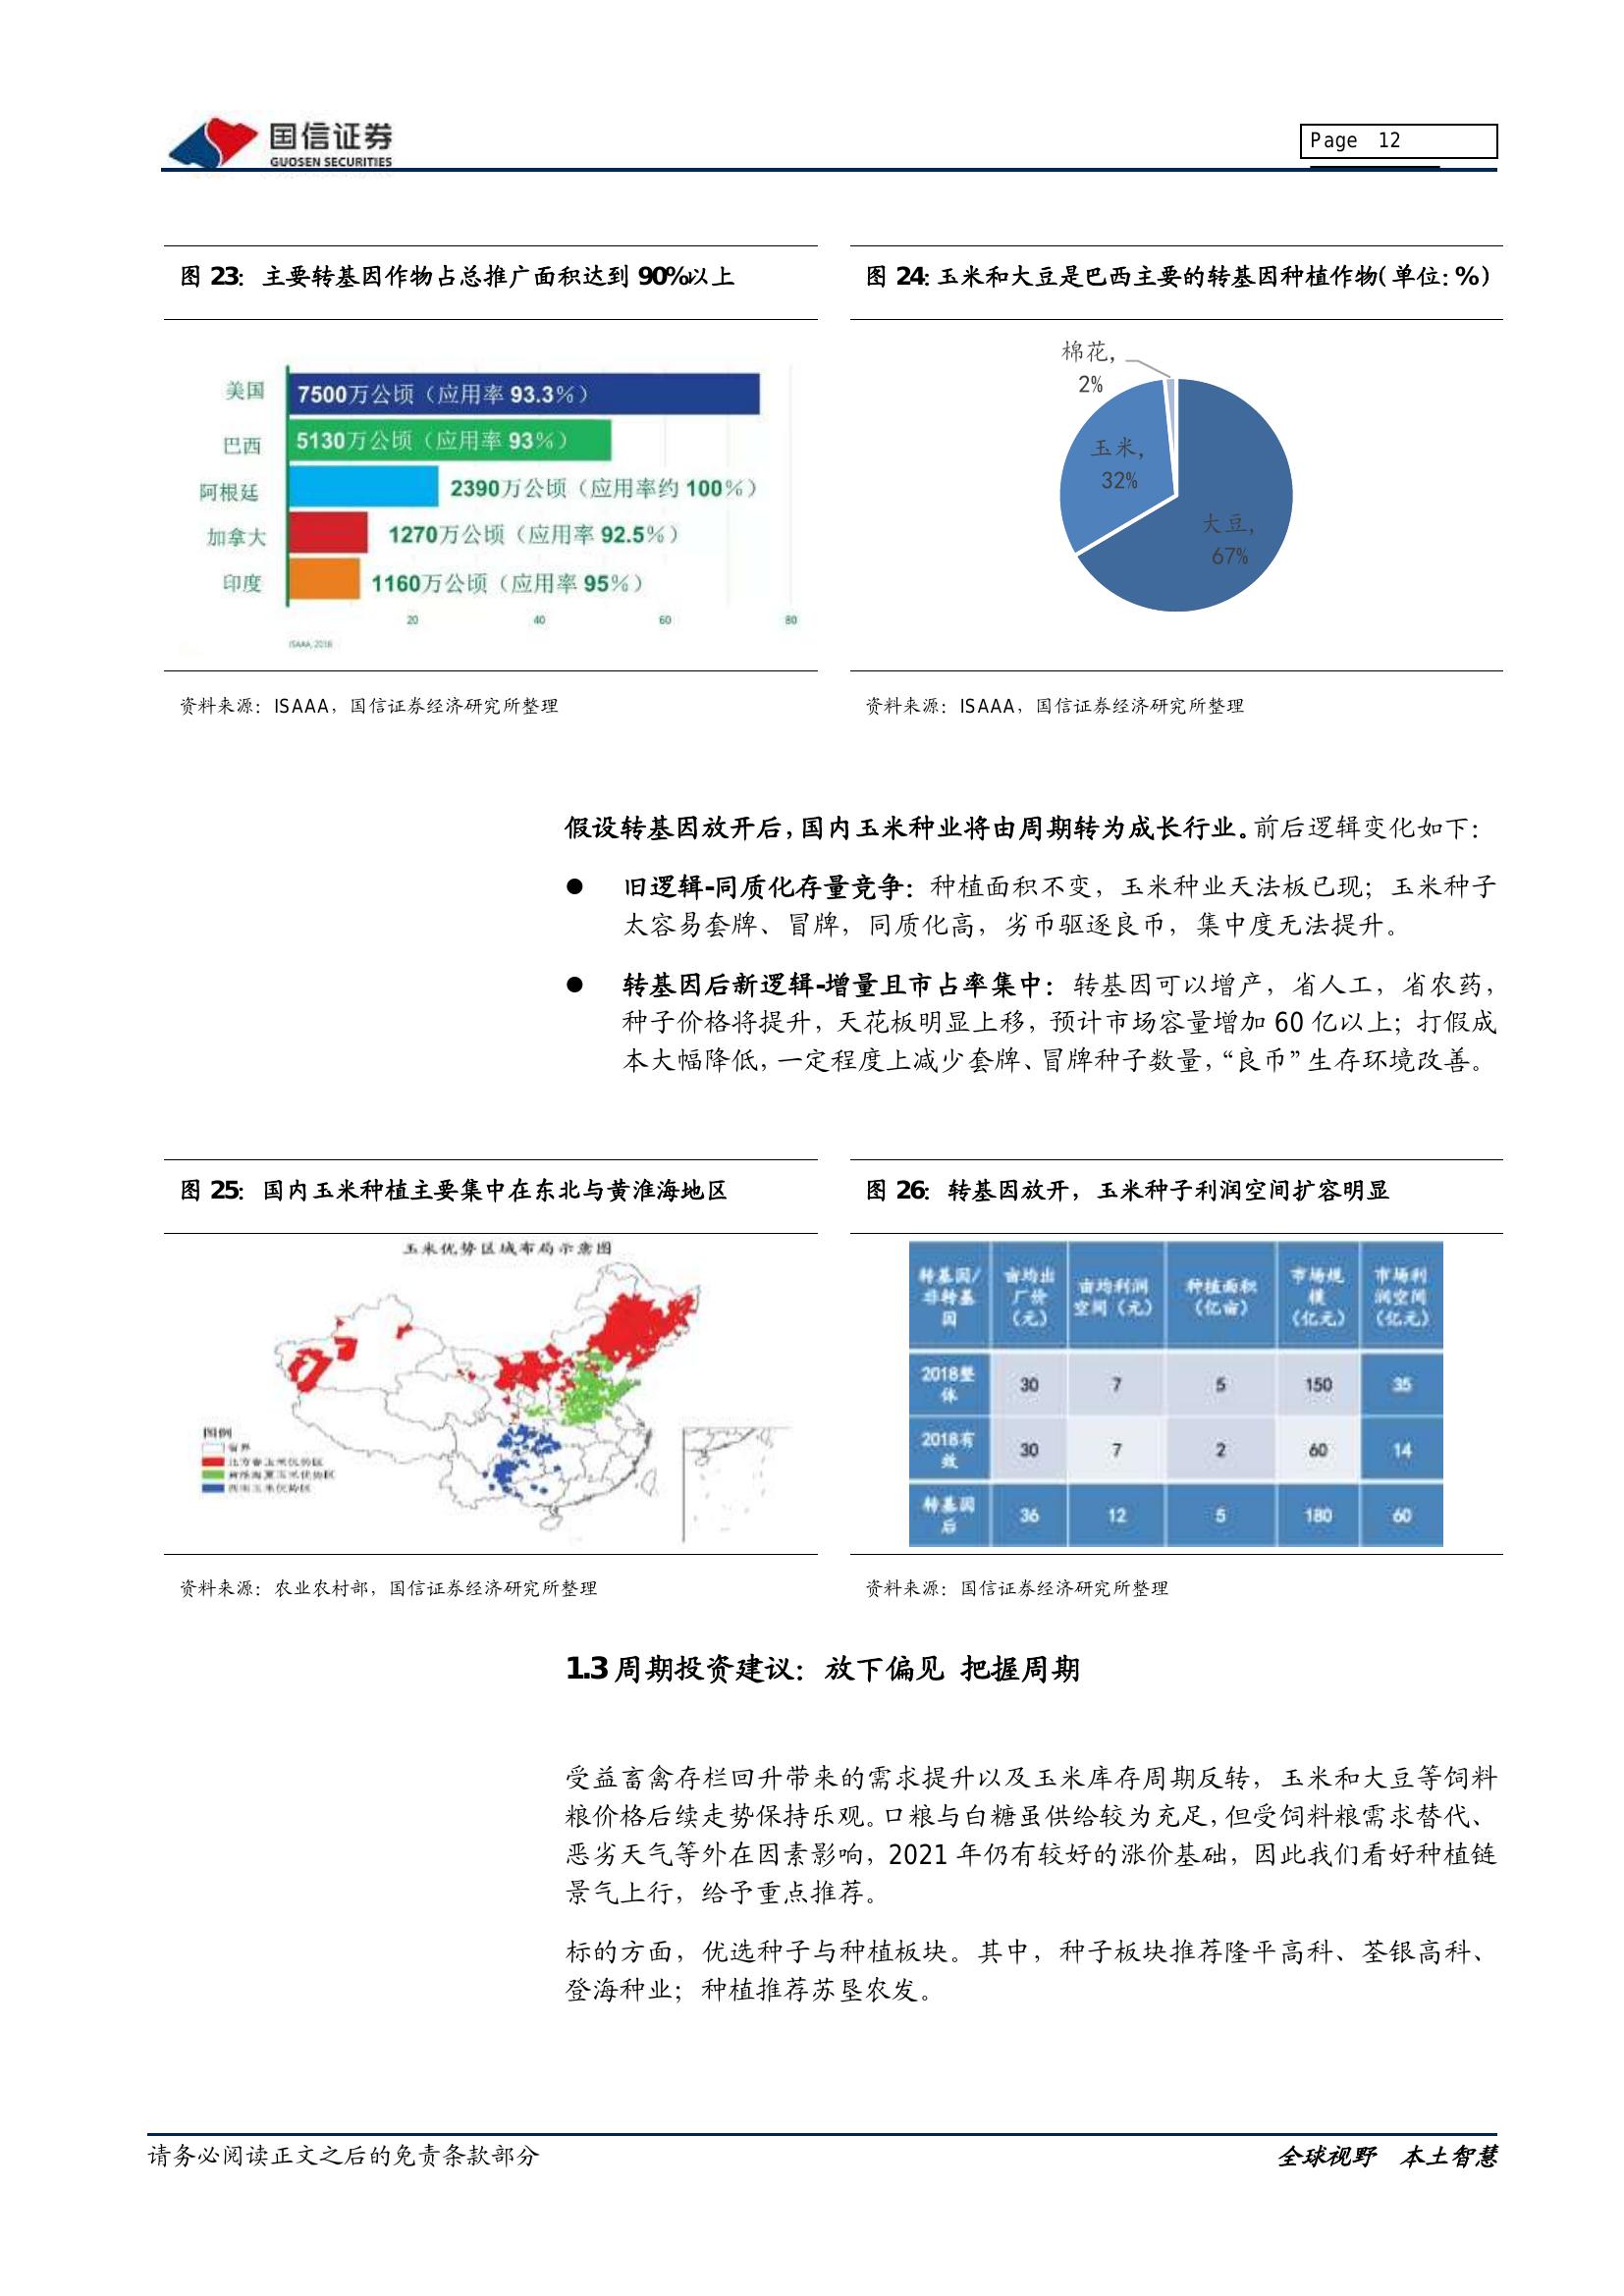 国信证券
GUOSEN SECURITIES
Page 12
图 23：主要转基因作物占总推广面积达到 90%以上
美国
7500万公顷（应用率 93.3%）
巴西
5130万公顷（应用率 93%）
阿根廷
2390万公顷（应用率约 100%）
加拿大
1270万公顷（应用率 92.5%）
印度
1160万公顷（应用率 95%）
20 40 60 80
ISAAA, 2018
资料来源：ISAAA，国信证券经济研究所整理
图 24：玉米和大豆是巴西主要的转基因种植作物（单位：%）
棉花，
2%
玉米，
32%
大豆，
67%
资料来源：ISAAA，国信证券经济研究所整理
假设转基因放开后，国内玉米种业将由周期转为成长行业。前后逻辑变化如下：
● 旧逻辑-同质化存量竞争：种植面积不变，玉米种业天法板已现；玉米种子
太容易套牌、冒牌，同质化高，劣币驱逐良币，集中度无法提升。
● 转基因后新逻辑-增量且市占率集中：转基因可以增产，省人工，省农药，
种子价格将提升，天花板明显上移，预计市场容量增加 60 亿以上；打假成
本大幅降低，一定程度上减少套牌、冒牌种子数量，“良币”生存环境改善。
图 25：国内玉米种植主要集中在东北与黄淮海地区
玉米优势区域布局示意图
图例
省界
北方春玉米优势区
黄淮海夏玉米优势区
西南玉米优势区
资料来源：农业农村部，国信证券经济研究所整理
图 26：转基因放开，玉米种子利润空间扩容明显
转基因/非转基因 亩均出厂价（元） 亩均利润空间（元） 种植面积（亿亩） 市场规模（亿元） 市场利润空间（亿元）
2018整体 30 7 5 150 35
2018有效 30 7 2 60 14
转基因后 36 12 5 180 60
资料来源：国信证券经济研究所整理
1.3 周期投资建议：放下偏见 把握周期
受益畜禽存栏回升带来的需求提升以及玉米库存周期反转，玉米和大豆等饲料
粮价格后续走势保持乐观。口粮与白糖虽供给较为充足，但受饲料粮需求替代、
恶劣天气等外在因素影响，2021 年仍有较好的涨价基础，因此我们看好种植链
景气上行，给予重点推荐。
标的方面，优选种子与种植板块。其中，种子板块推荐隆平高科、荃银高科、
登海种业；种植推荐苏垦农发。
请务必阅读正文之后的免责条款部分
全球视野 本土智慧